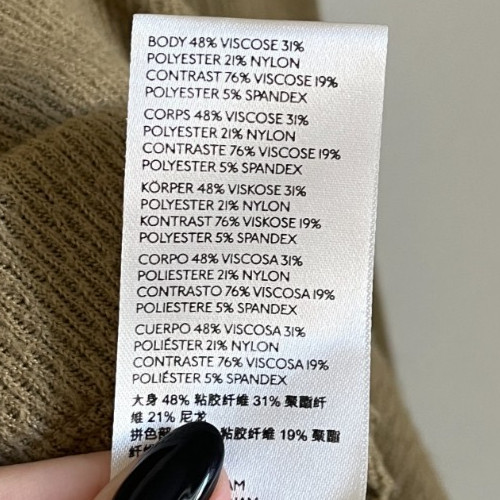 BODY 48% VISCOSE 31%
POLYESTER 21% NYLON
CONTRAST 76% VISCOSE 19%
POLYESTER 5% SPANDEX
CORPS 48% VISCOSE 31%
POLYESTER 21% NYLON
CONTRASTE 76% VISCOSE 19%
POLYESTER 5% SPANDEX
KÖRPER 48% VISKOSE 31%
POLYESTER 21% NYLON
KONTRAST 76% VISKOSE 19%
POLYESTER 5% SPANDEX
CORPO 48% VISCOSA 31%
POLIESTERE 21% NYLON
CONTRASTO 76% VISCOSA 19%
POLIESTERE 5% SPANDEX
CUERPO 48% VISCOSA 31%
POLIÉSTER 21% NYLON
CONTRASTE 76% VISCOSA 19%
POLIÉSTER 5% SPANDEX
大身 48% 粘胶纤维 31% 聚酯纤
维 21% 尼龙
拼色 粘胶纤维 19% 聚酯
纤维